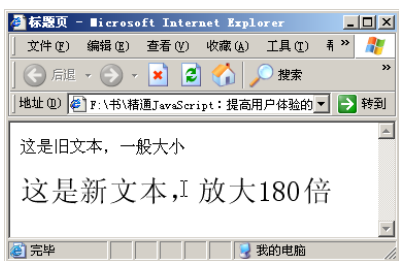 标题页 - Microsoft Internet Explorer
文件(F) 编辑(E) 查看(V) 收藏(A) 工具(T) »
后退 搜索 »
地址(D) F:\书\精通JavaScript：提高用户体验的 转到
这是旧文本，一般大小
这是新文本，放大180倍
完毕 我的电脑